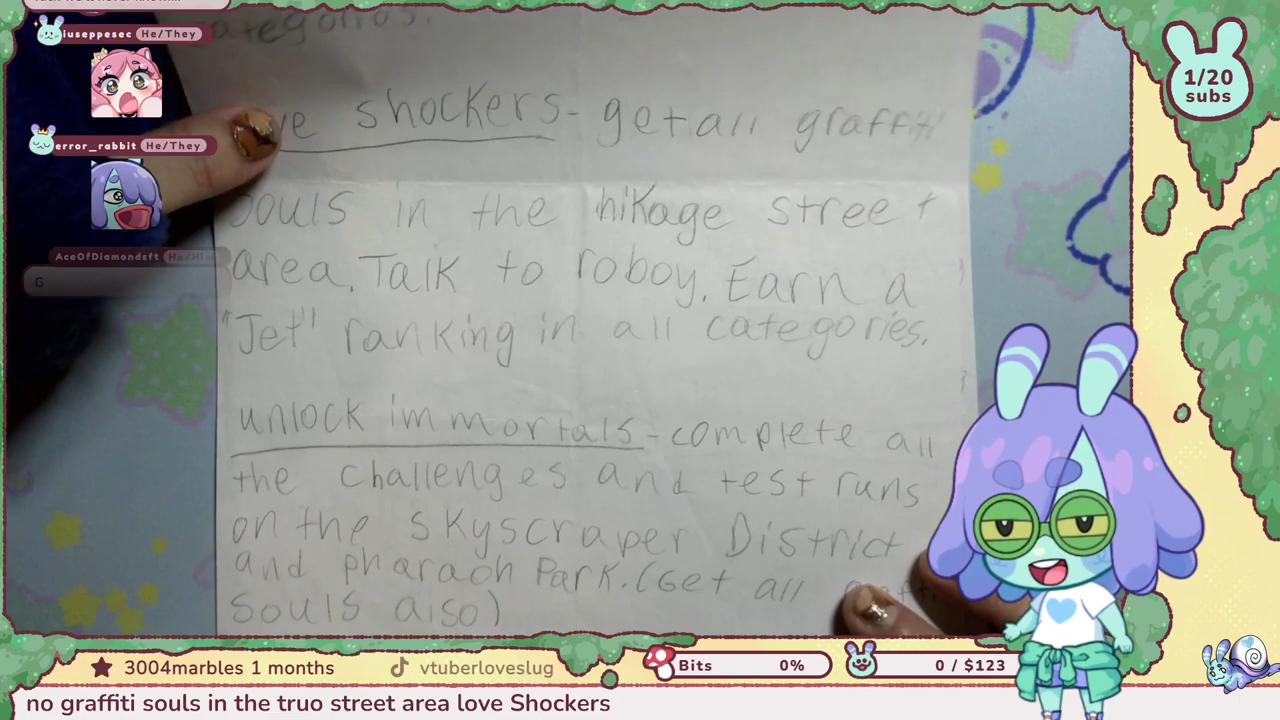 ategories.
ve shockers- get all graffiti
souls in the hikage street
area. Talk to roboy. Earn a
"Jet" ranking in all categories.
unlock immortals-complete all
the challenges and test runs
on the skyscraper District
and pharaoh Park. (Get all
souls also)
iuseppesec He/They
error_rabbit He/They
AceOfDiamondsft
G
1/20
subs
3004marbles 1 months
vtuberloveslug
Bits 0%
0 / $123
no graffiti souls in the truo street area love Shockers